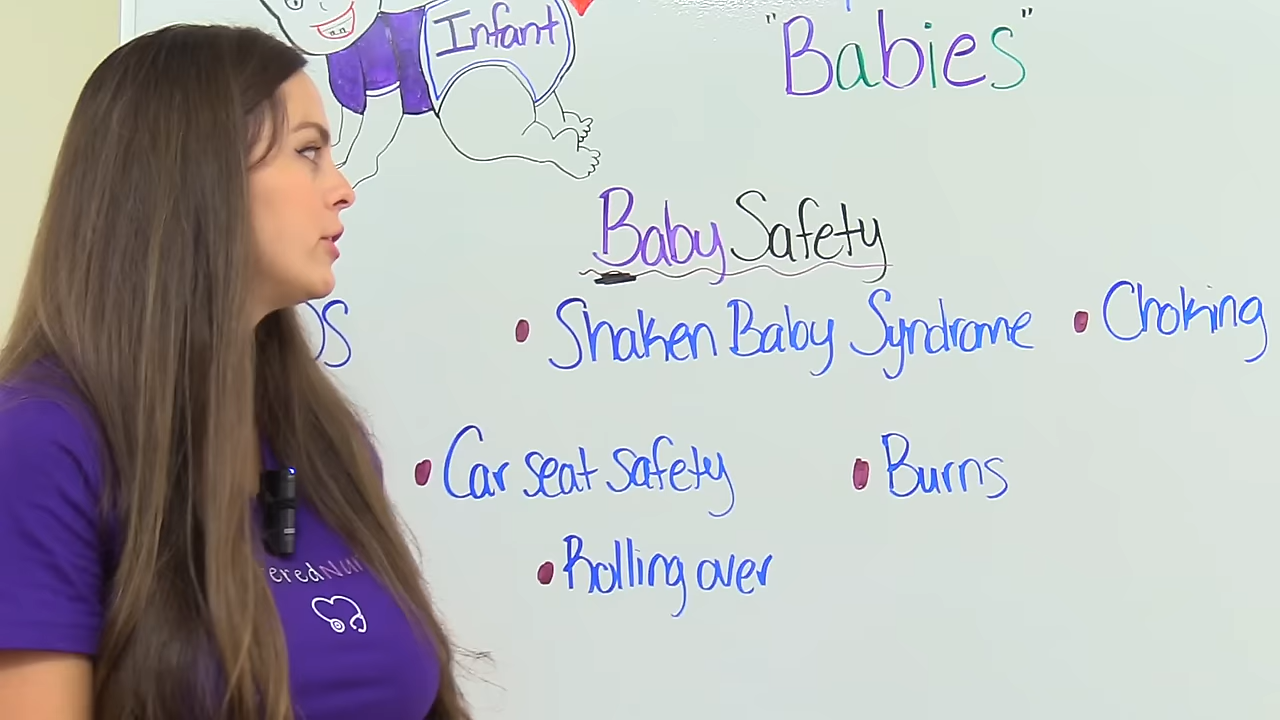 Infant
"Babies"
Baby Safety
• Shaken Baby Syndrome • Choking
• Car seat safety • Burns
• Rolling over